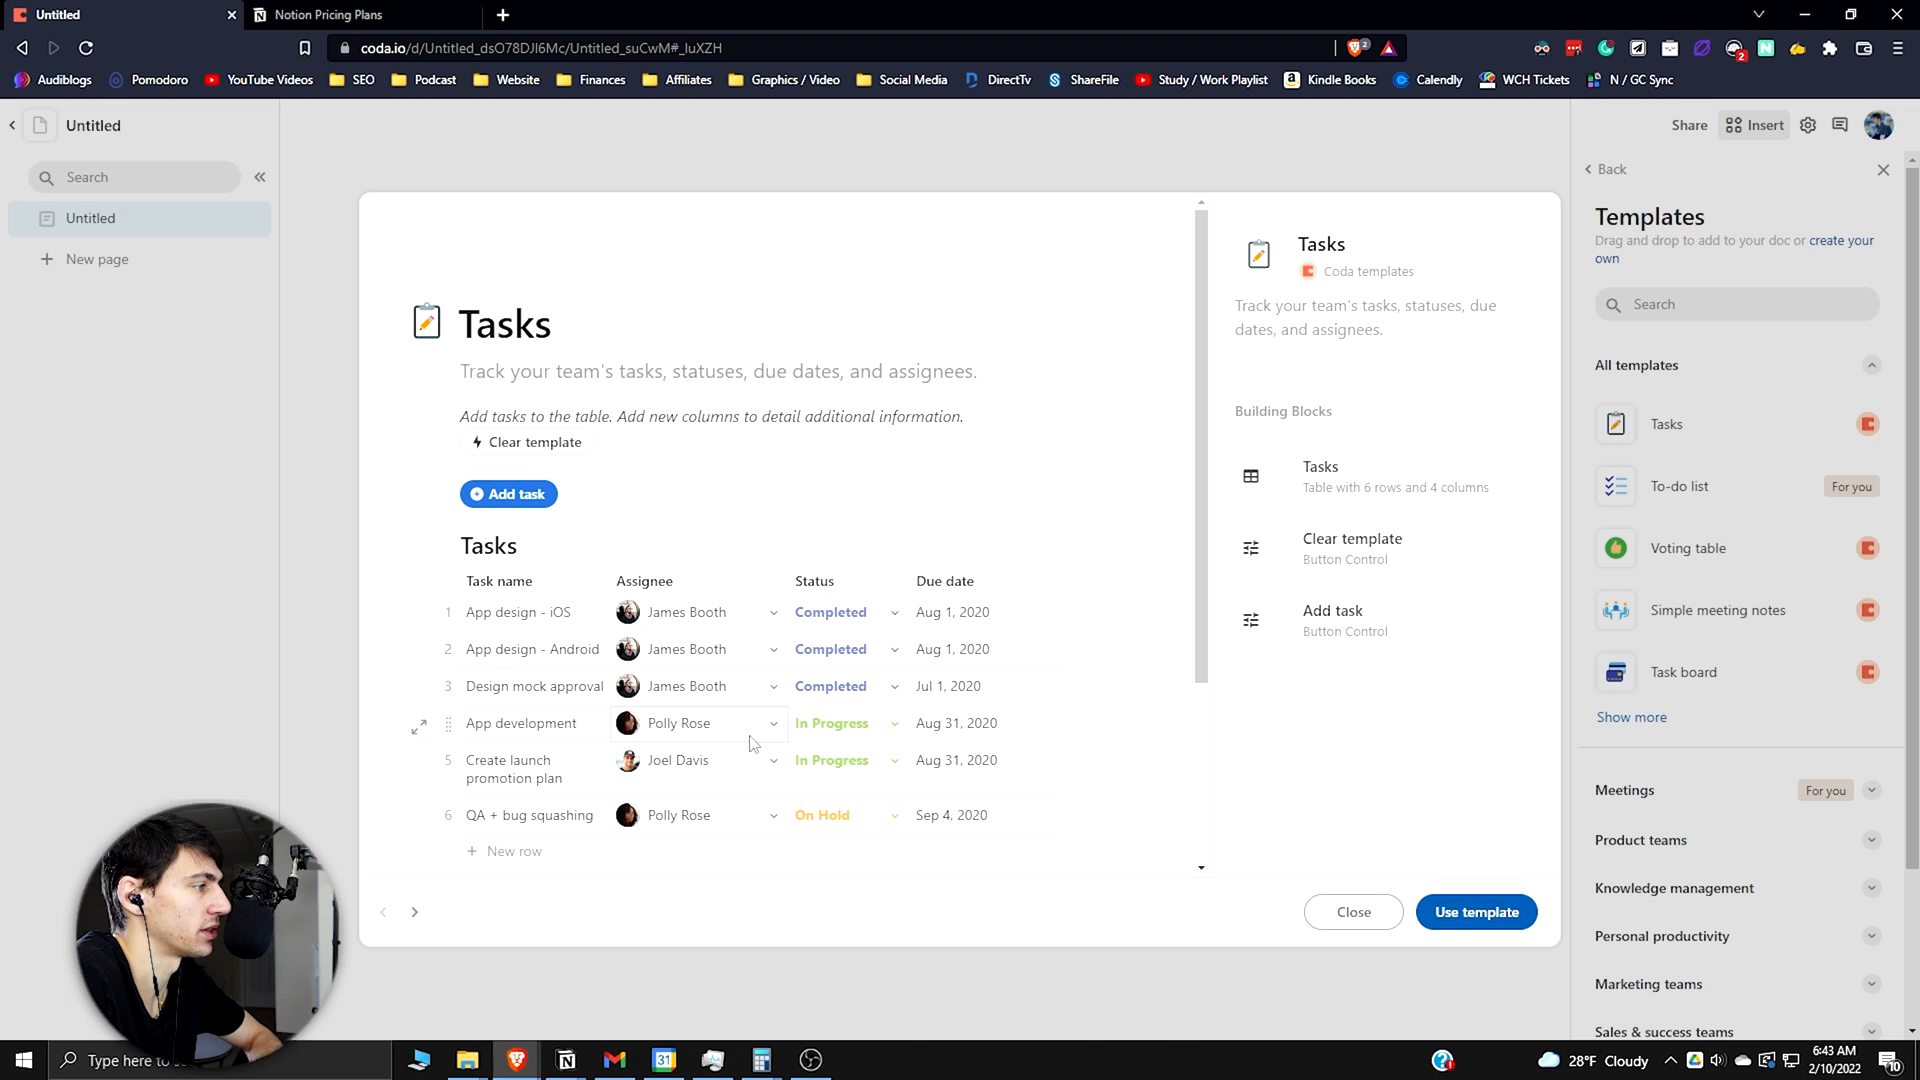 Untitled
Notion Pricing Plans
coda.io/d/Untitled_dsO78DJI6Mc/Untitled_suCwM#_luXZH
2
2
Audiblogs
Pomodoro
YouTube Videos
SEO
Podcast
Website
Finances
Affiliates
Graphics / Video
Social Media
DirectTv
ShareFile
Study / Work Playlist
Kindle Books
Calendly
WCH Tickets
N / GC Sync
Untitled
Search
Untitled
New page
Share
Insert
Back
Templates
Drag and drop to add to your doc or create your
own
Search
All templates
Tasks
To-do list
For you
Voting table
Simple meeting notes
Task board
Show more
Meetings
For you
Product teams
Knowledge management
Personal productivity
Marketing teams
Sales & success teams
Tasks
Track your team's tasks, statuses, due dates, and assignees.
Add tasks to the table. Add new columns to detail additional information.
Clear template
Add task
Tasks
Task name Assignee Status Due date
1 App design - iOS James Booth Completed Aug 1, 2020
2 App design - Android James Booth Completed Aug 1, 2020
3 Design mock approval James Booth Completed Jul 1, 2020
App development Polly Rose In Progress Aug 31, 2020
5 Create launch Joel Davis In Progress Aug 31, 2020
promotion plan
6 QA + bug squashing Polly Rose On Hold Sep 4, 2020
New row
Tasks
Coda templates
Track your team's tasks, statuses, due
dates, and assignees.
Building Blocks
Tasks
Table with 6 rows and 4 columns
Clear template
Button Control
Add task
Button Control
Close
Use template
Type here to
31
28°F Cloudy
6:43 AM
2/10/2022
10